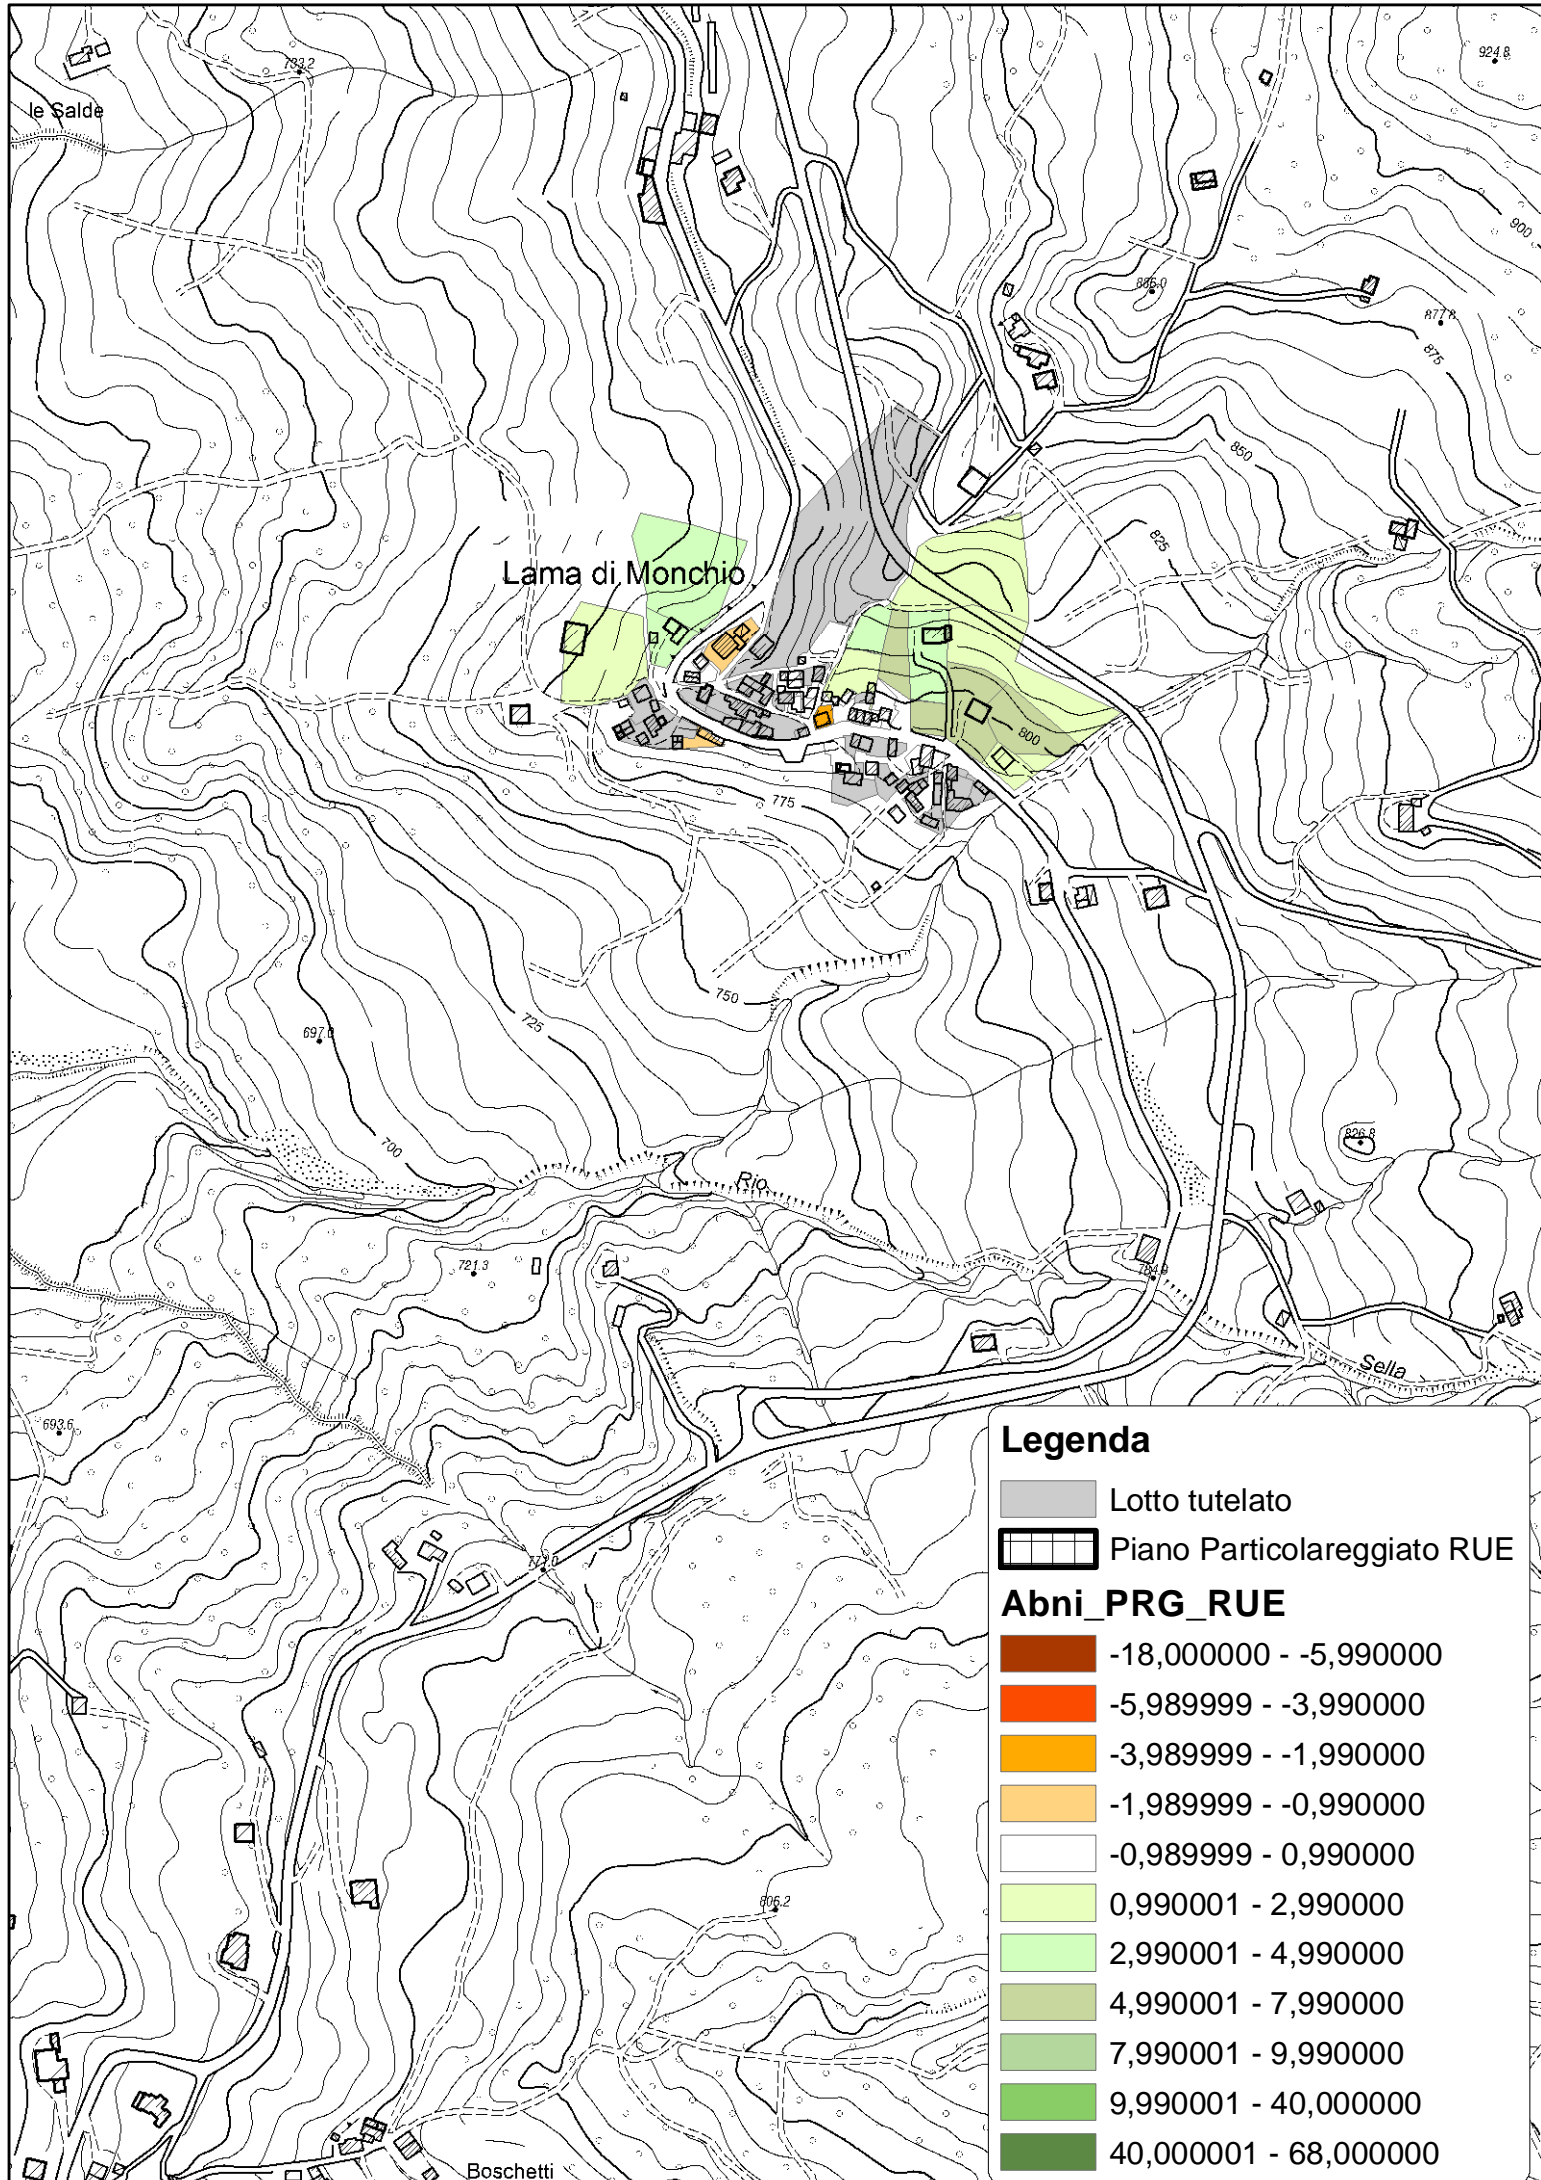 924.8
733.2
le Salde
900
886.0
877.8
875
850
825
Lama di Monchio
800
775
750
725
697.0
826.8
700
Rio
721.3
764.9
Sella
693.6
771.0
806.2
Boschetti
Legenda
Lotto tutelato
Piano Particolareggiato RUE
Abni_PRG_RUE
-18,000000 - -5,990000
-5,989999 - -3,990000
-3,989999 - -1,990000
-1,989999 - -0,990000
-0,989999 - 0,990000
0,990001 - 2,990000
2,990001 - 4,990000
4,990001 - 7,990000
7,990001 - 9,990000
9,990001 - 40,000000
40,000001 - 68,000000